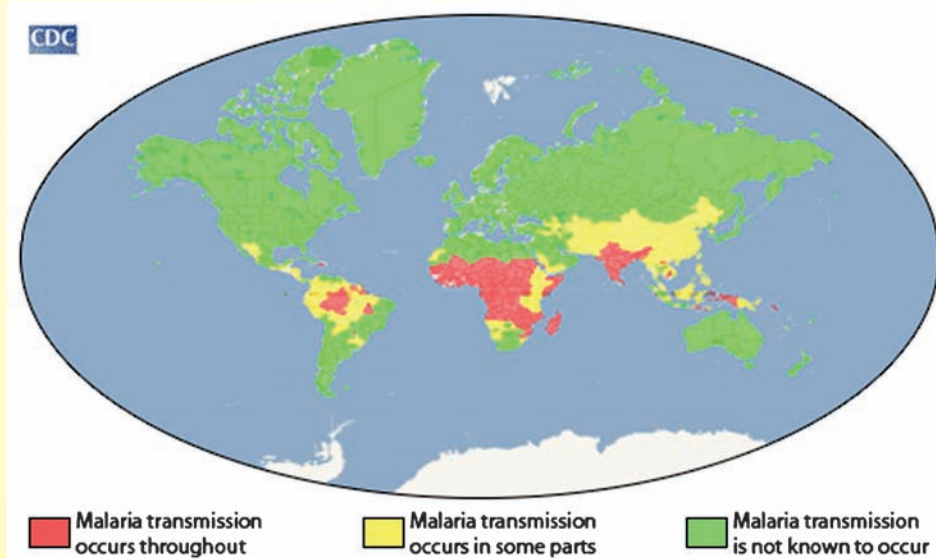 CDC
Malaria transmission
occurs throughout
Malaria transmission
occurs in some parts
Malaria transmission
is not known to occur